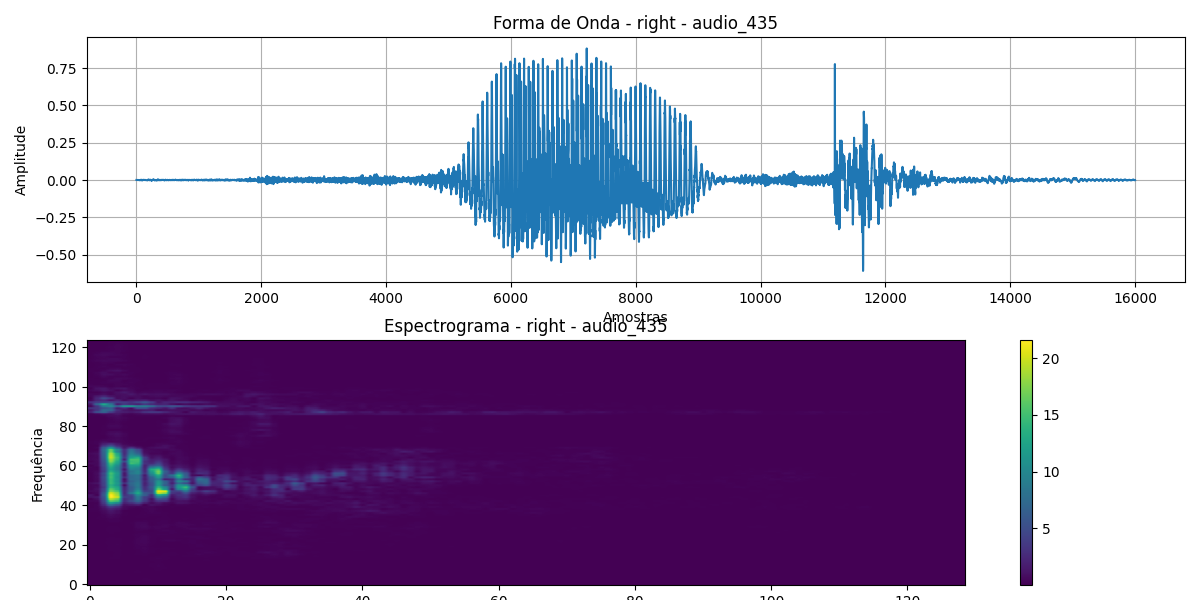 Forma de Onda - right - audio_435
Amplitude
0.75
0.50
0.25
0.00
−0.25
−0.50
0 2000 4000 6000 8000 10000 12000 14000 16000
Amostras
Espectrograma - right - audio_435
Frequência
120
100
80
60
40
20
0
0 20 40 60 80 100 120
20
15
10
5